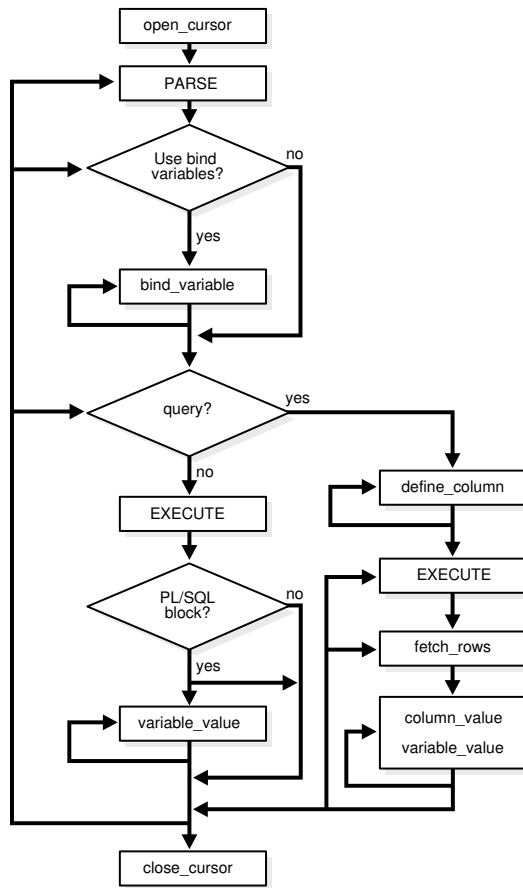 open_cursor
PARSE
Use bind
variables?
no
yes
bind_variable
query?
yes
no
define_column
EXECUTE
EXECUTE
PL/SQL
block?
no
fetch_rows
yes
variable_value
column_value
variable_value
close_cursor